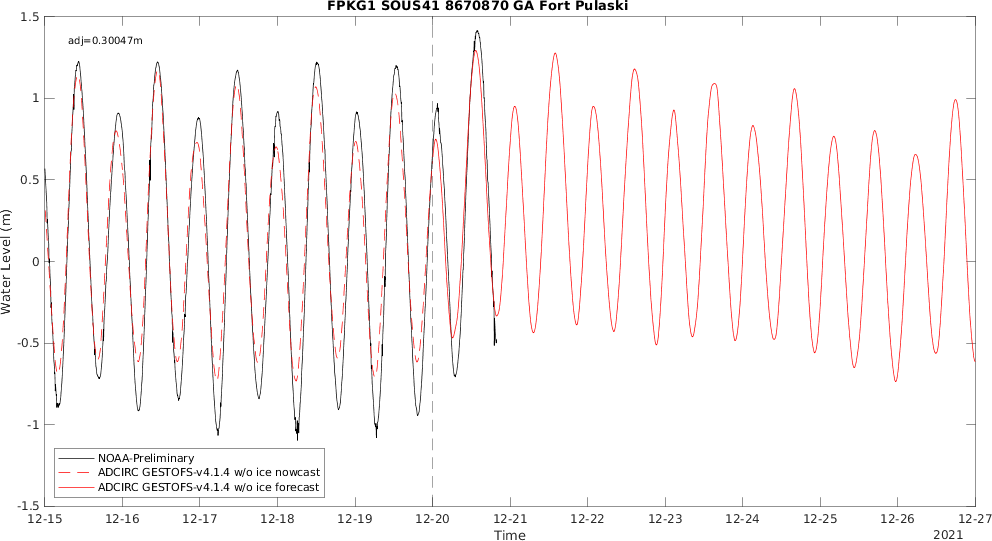 FPKG1 SOUS41 8670870 GA Fort Pulaski
adj=0.30047m
1.5
1
0.5
0
-0.5
-1
-1.5
Water Level (m)
NOAA-Preliminary
ADCIRC GESTOFS-v4.1.4 w/o ice nowcast
ADCIRC GESTOFS-v4.1.4 w/o ice forecast
12-15 12-16 12-17 12-18 12-19 12-20 12-21 12-22 12-23 12-24 12-25 12-26 12-27
Time
2021